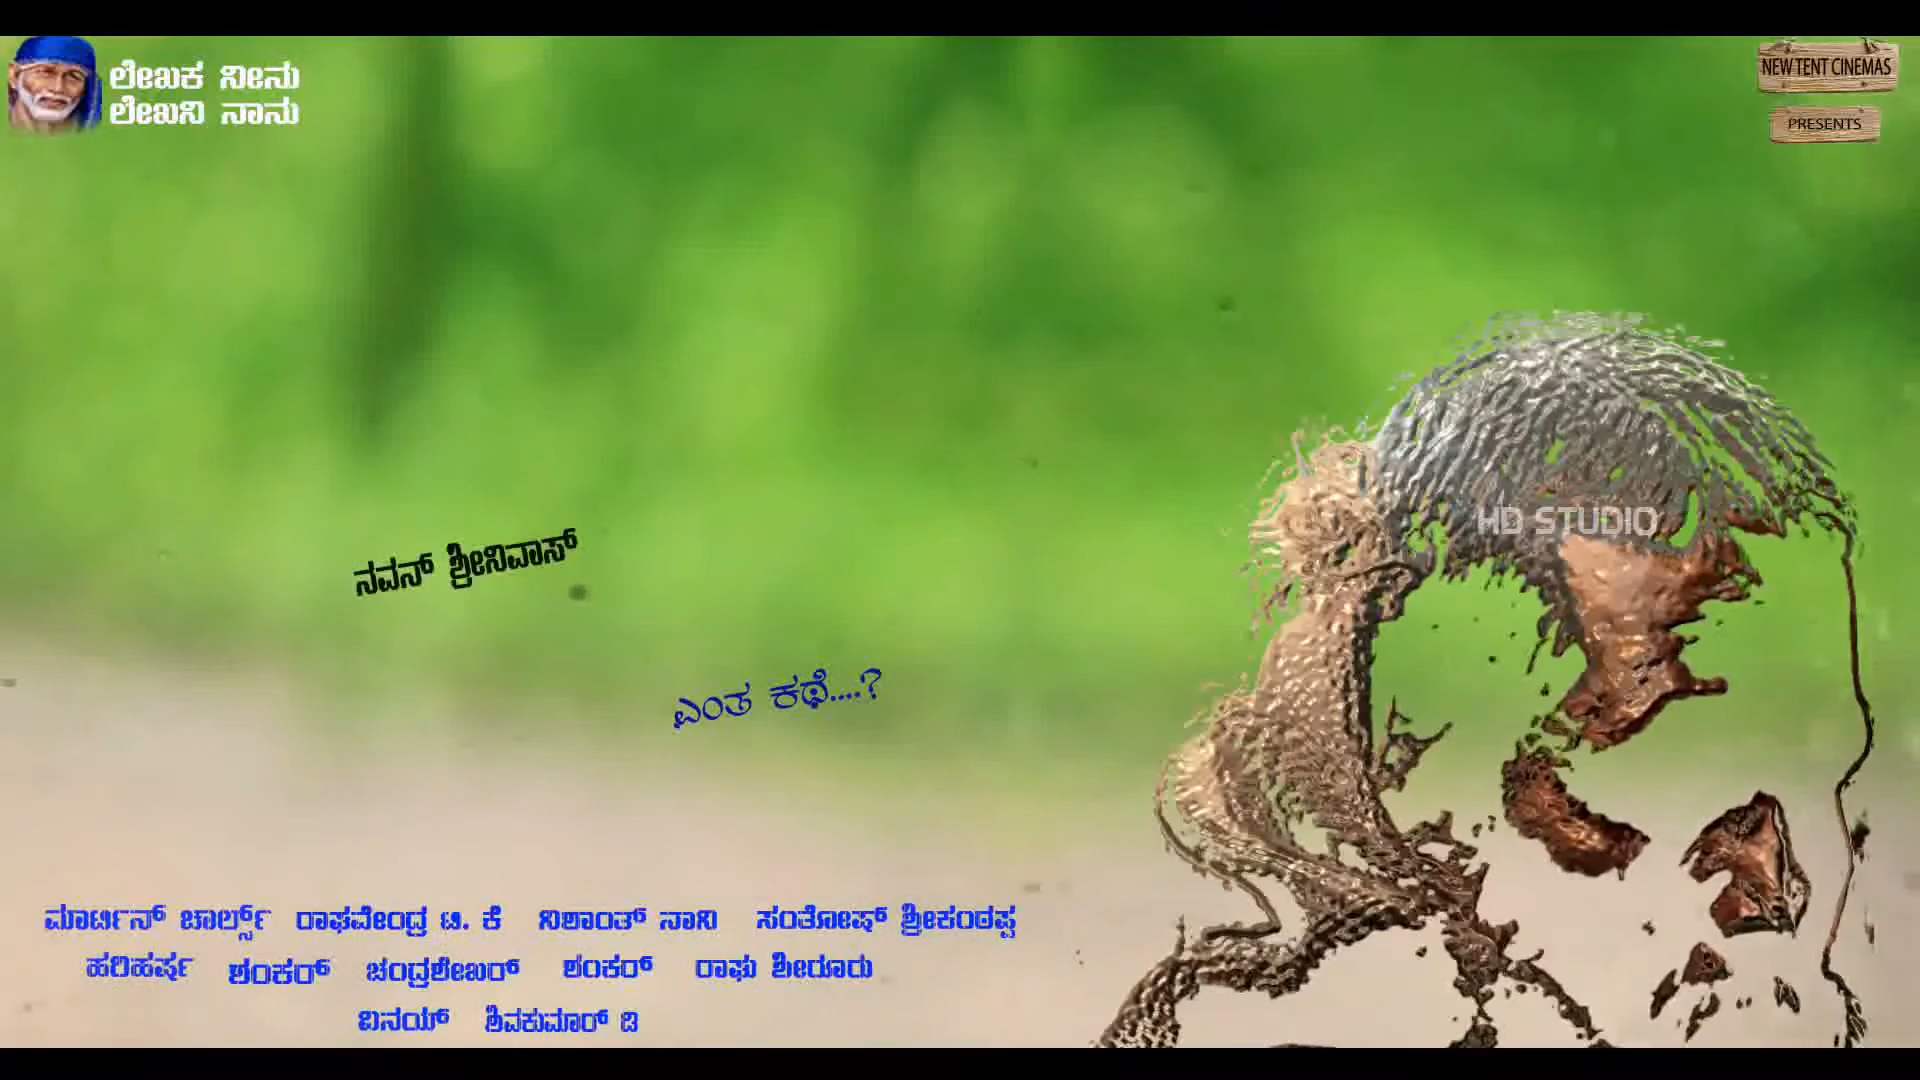 ಲೇಖಕ ನೀನು
ಲೇಖನಿ ನಾನು
NEW TENT CINEMAS
PRESENTS
HD STUDIO
ನವನ್ ಶ್ರೀನಿವಾಸ್
ಎಂತ ಕಥೆ....?
ಮಾರ್ಟಿನ್ ಚಾರ್ಲ್ಸ್ ರಾಘವೇಂದ್ರ ಟಿ. ಕೆ ನಿಶಾಂತ್ ನಾನಿ ಸಂತೋಷ್ ಶ್ರೀಕಂಠಪ್ಪ
ಹರಿಹರ್ಷ ಶಂಕರ್ ಚಂದ್ರಶೇಖರ್ ಶಂಕರ್ ರಾಘು ಶೀರೂರು
ವಿನಯ್ ಶಿವಕುಮಾರ್ ಡಿ